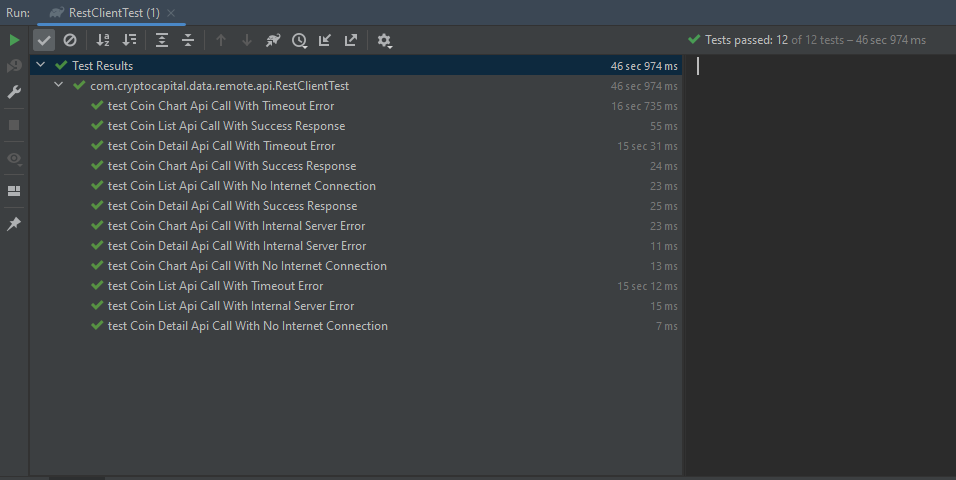 Run: RestClientTest (1)
Tests passed: 12 of 12 tests – 46 sec 974 ms
Test Results 46 sec 974 ms
com.cryptocapital.data.remote.api.RestClientTest 46 sec 974 ms
test Coin Chart Api Call With Timeout Error 16 sec 735 ms
test Coin List Api Call With Success Response 55 ms
test Coin Detail Api Call With Timeout Error 15 sec 31 ms
test Coin Chart Api Call With Success Response 24 ms
test Coin List Api Call With No Internet Connection 23 ms
test Coin Detail Api Call With Success Response 25 ms
test Coin Chart Api Call With Internal Server Error 23 ms
test Coin Detail Api Call With Internal Server Error 11 ms
test Coin Chart Api Call With No Internet Connection 13 ms
test Coin List Api Call With Timeout Error 15 sec 12 ms
test Coin List Api Call With Internal Server Error 15 ms
test Coin Detail Api Call With No Internet Connection 7 ms